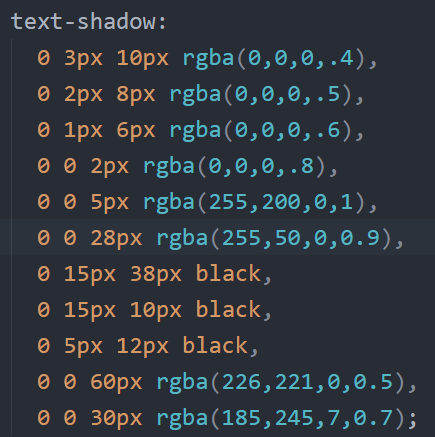 text-shadow:
0 3px 10px rgba(0,0,0,.4),
0 2px 8px rgba(0,0,0,.5),
0 1px 6px rgba(0,0,0,.6),
0 0 2px rgba(0,0,0,.8),
0 0 5px rgba(255,200,0,1),
0 0 28px rgba(255,50,0,0.9),
0 15px 38px black,
0 15px 10px black,
0 5px 12px black,
0 0 60px rgba(226,221,0,0.5),
0 0 30px rgba(185,245,7,0.7);